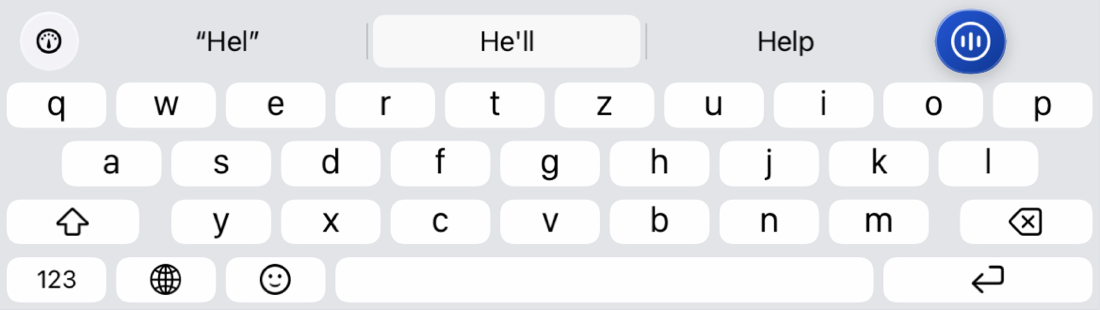 “Hel” He'll Help
q w e r t z u i o p
a s d f g h j k l
y x c v b n m
123